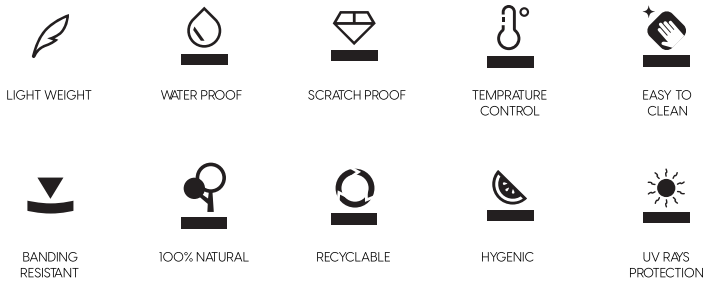 LIGHT WEIGHT
WATER PROOF
SCRATCH PROOF
TEMPRATURE
CONTROL
EASY TO
CLEAN
BANDING
RESISTANT
100% NATURAL
RECYCLABLE
HYGENIC
UV RAYS
PROTECTION